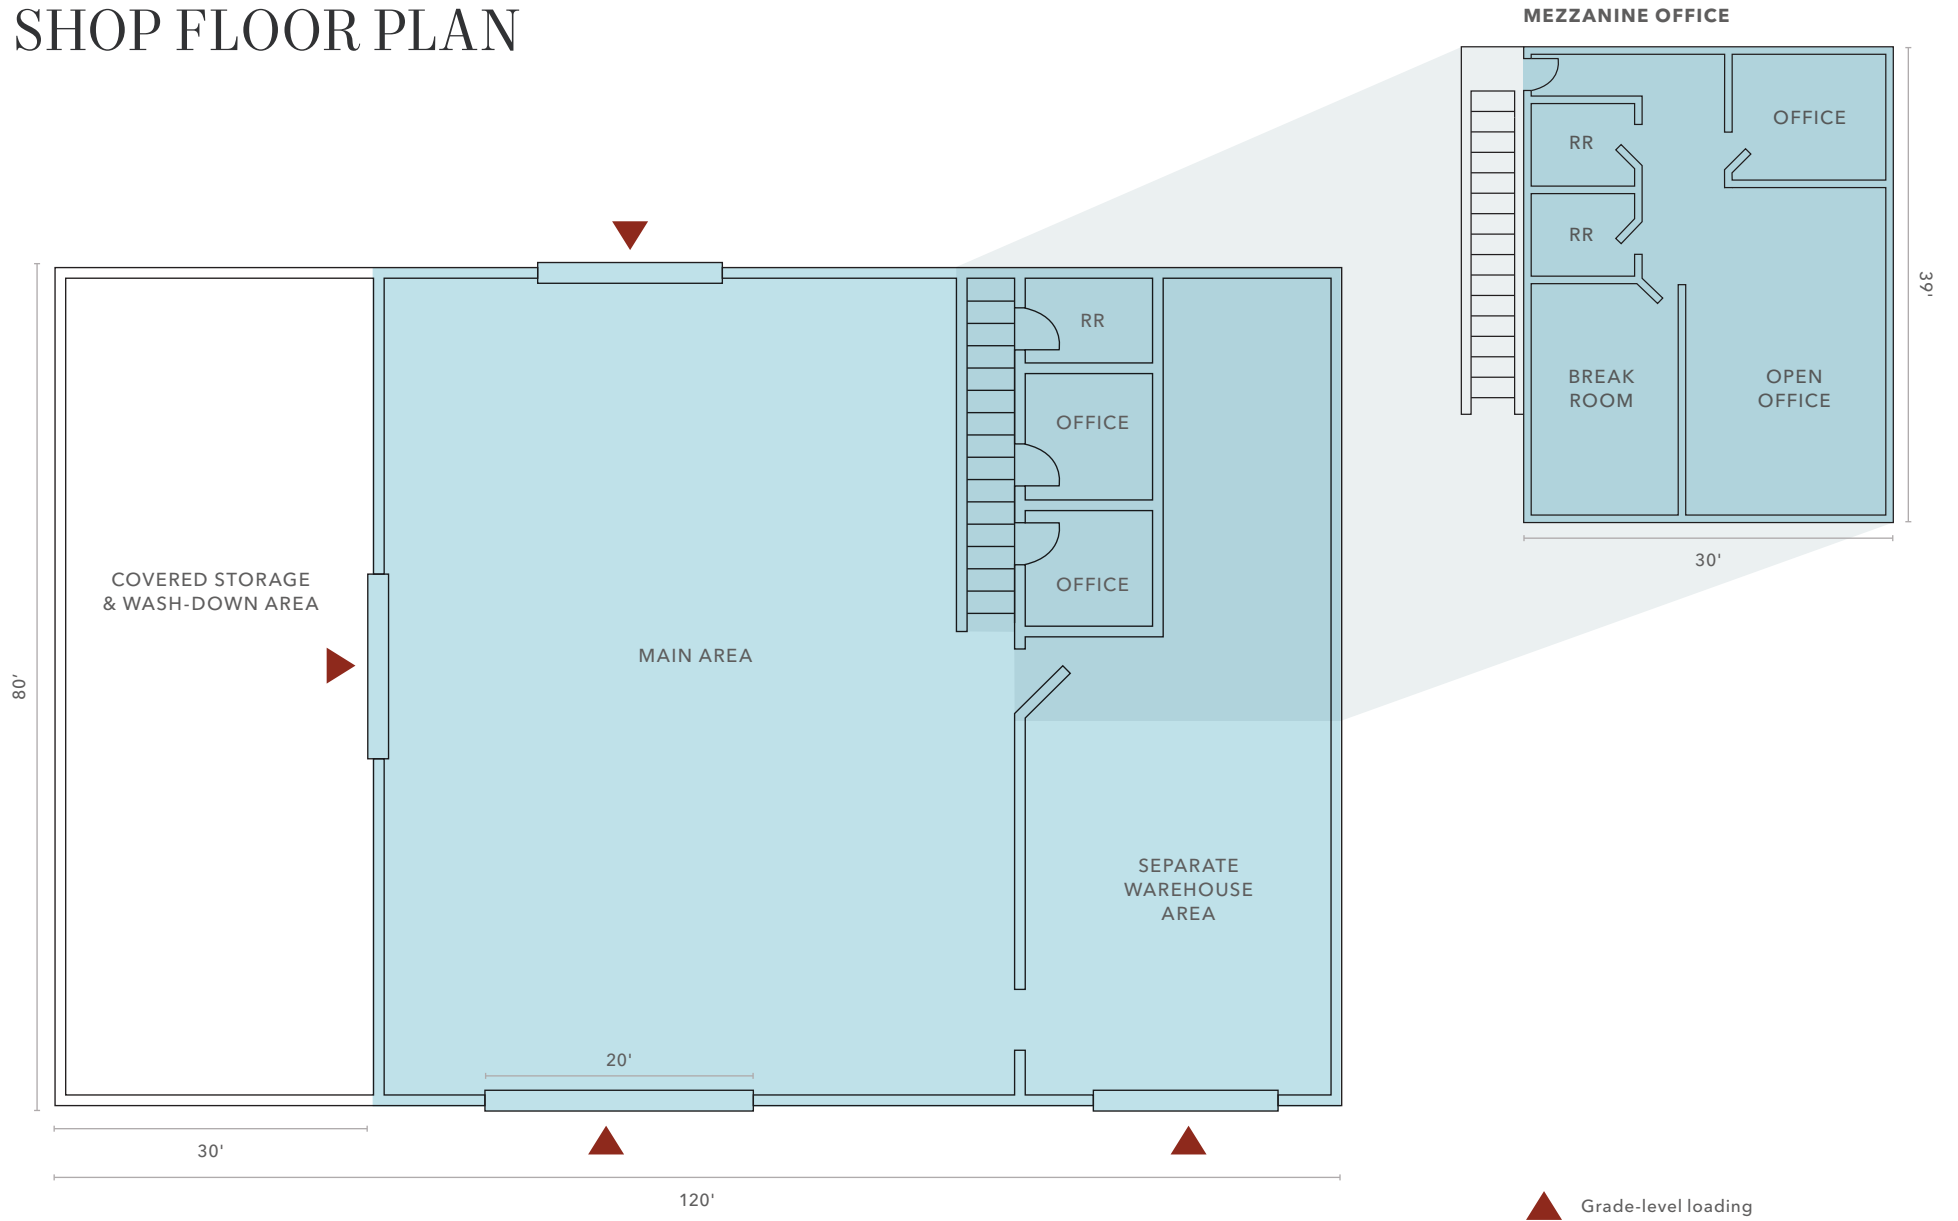 SHOP FLOOR PLAN
MEZZANINE OFFICE
OFFICE
RR
RR
BREAK
ROOM
OPEN
OFFICE
39'
30'
RR
OFFICE
OFFICE
COVERED STORAGE
& WASH-DOWN AREA
MAIN AREA
80'
SEPARATE
WAREHOUSE
AREA
20'
30'
120'
Grade-level loading